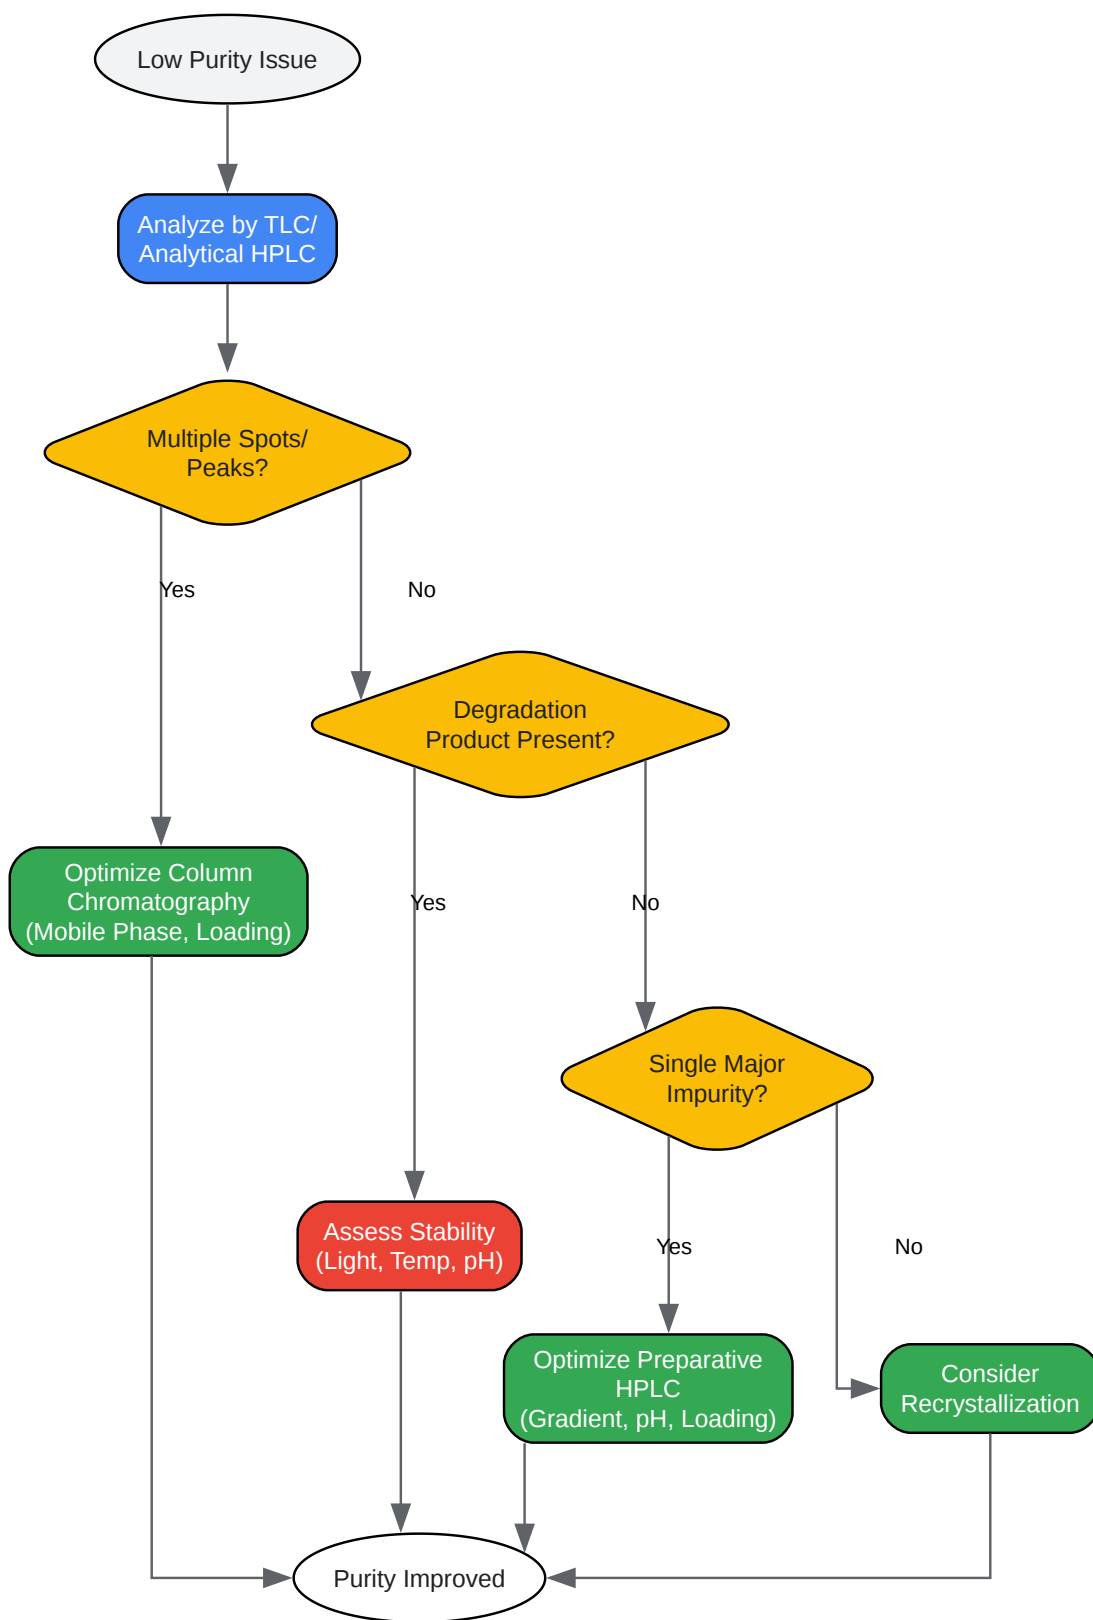 Low Purity Issue
Analyze by TLC/
Analytical HPLC
Multiple Spots/
Peaks?
Yes
No
Degradation
Product Present?
Optimize Column
Chromatography
(Mobile Phase, Loading)
Yes
No
Single Major
Impurity?
Assess Stability
(Light, Temp, pH)
Yes
No
Optimize Preparative
HPLC
(Gradient, pH, Loading)
Consider
Recrystallization
Purity Improved